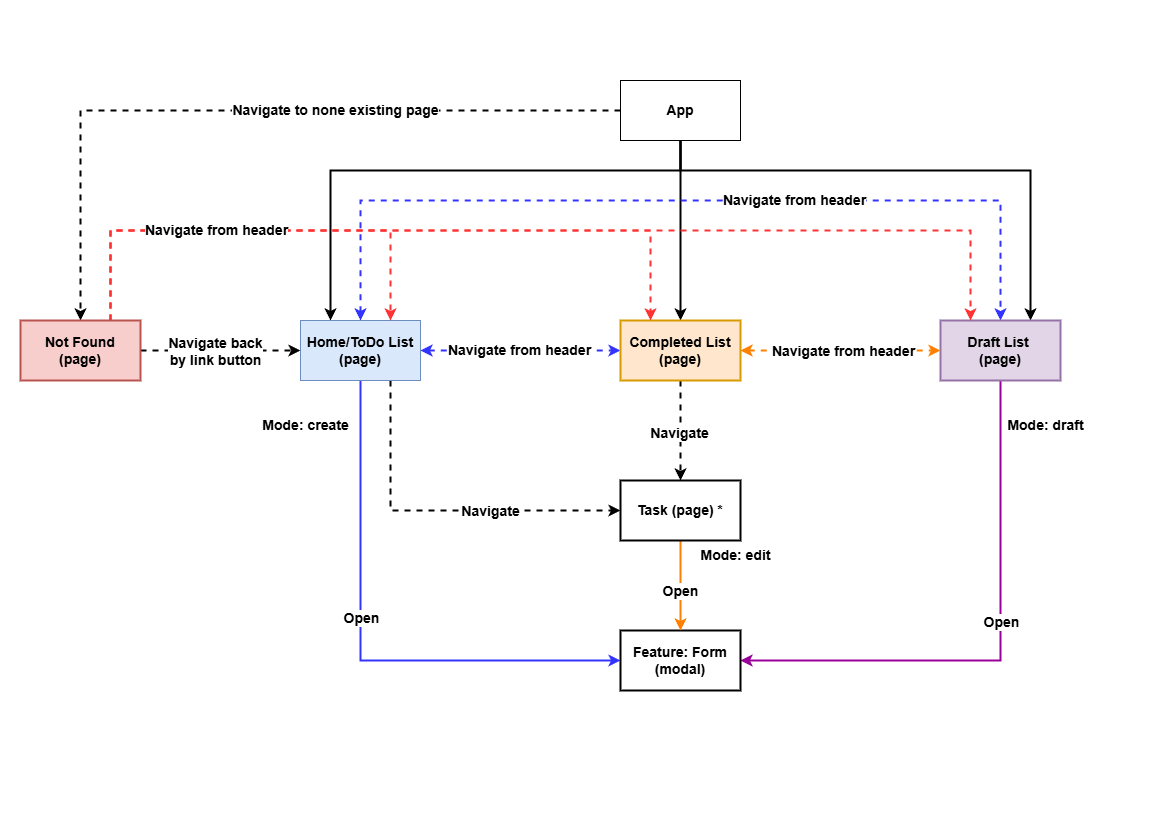 App
Navigate to none existing page
Navigate from header
Navigate from header
Not Found
(page)
Navigate back
by link button
Home/ToDo List
(page)
Navigate from header
Completed List
(page)
Navigate from header
Draft List
(page)
Mode: create
Navigate
Mode: draft
Navigate
Task (page) *
Mode: edit
Open
Open
Open
Feature: Form
(modal)